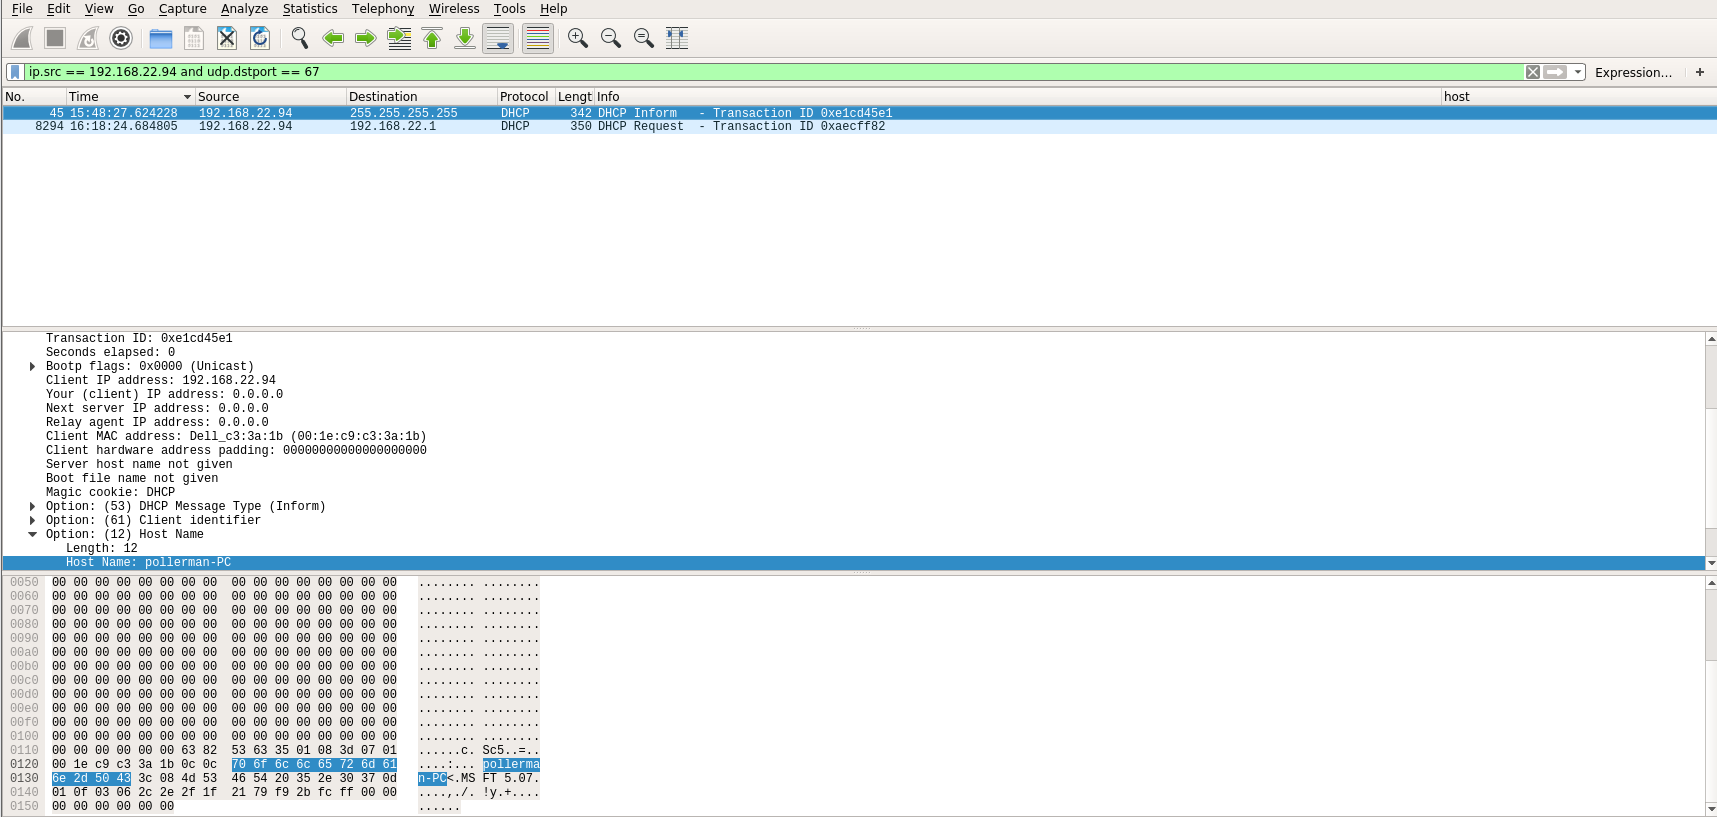 File Edit View Go Capture Analyze Statistics Telephony Wireless Tools Help
ip.src == 192.168.22.94 and udp.dstport == 67 Expression... +
No. Time Source Destination Protocol Lengt Info host
45 15:48:27.624228 192.168.22.94 255.255.255.255 DHCP 342 DHCP Inform - Transaction ID 0xe1cd45e1
8294 16:18:24.684805 192.168.22.94 192.168.22.1 DHCP 350 DHCP Request - Transaction ID 0xaecff82
Transaction ID: 0xe1cd45e1
Seconds elapsed: 0
Bootp flags: 0x0000 (Unicast)
Client IP address: 192.168.22.94
Your (client) IP address: 0.0.0.0
Next server IP address: 0.0.0.0
Relay agent IP address: 0.0.0.0
Client MAC address: Dell_c3:3a:1b (00:1e:c9:c3:3a:1b)
Client hardware address padding: 00000000000000000000
Server host name not given
Boot file name not given
Magic cookie: DHCP
Option: (53) DHCP Message Type (Inform)
Option: (61) Client identifier
Option: (12) Host Name
Length: 12
Host Name: pollerman-PC
0050 00 00 00 00 00 00 00 00 00 00 00 00 00 00 00 00 ........ ........
0060 00 00 00 00 00 00 00 00 00 00 00 00 00 00 00 00 ........ ........
0070 00 00 00 00 00 00 00 00 00 00 00 00 00 00 00 00 ........ ........
0080 00 00 00 00 00 00 00 00 00 00 00 00 00 00 00 00 ........ ........
0090 00 00 00 00 00 00 00 00 00 00 00 00 00 00 00 00 ........ ........
00a0 00 00 00 00 00 00 00 00 00 00 00 00 00 00 00 00 ........ ........
00b0 00 00 00 00 00 00 00 00 00 00 00 00 00 00 00 00 ........ ........
00c0 00 00 00 00 00 00 00 00 00 00 00 00 00 00 00 00 ........ ........
00d0 00 00 00 00 00 00 00 00 00 00 00 00 00 00 00 00 ........ ........
00e0 00 00 00 00 00 00 00 00 00 00 00 00 00 00 00 00 ........ ........
00f0 00 00 00 00 00 00 00 00 00 00 00 00 00 00 00 00 ........ ........
0100 00 00 00 00 00 00 00 00 00 00 00 00 00 00 00 00 ........ ........
0110 00 00 00 00 00 00 63 82 53 63 35 01 08 3d 07 01 ......c. Sc5..=..
0120 00 1e c9 c3 3a 1b 0c 0c 70 6f 6c 6c 65 72 6d 61 ....:... pollerma
0130 6e 2d 50 43 3c 08 4d 53 46 54 20 35 2e 30 37 0d n-PC<.MS FT 5.07.
0140 01 0f 03 06 2c 2e 2f 1f 21 79 f9 2b fc ff 00 00 ....,./. !y.+....
0150 00 00 00 00 00 00 ......